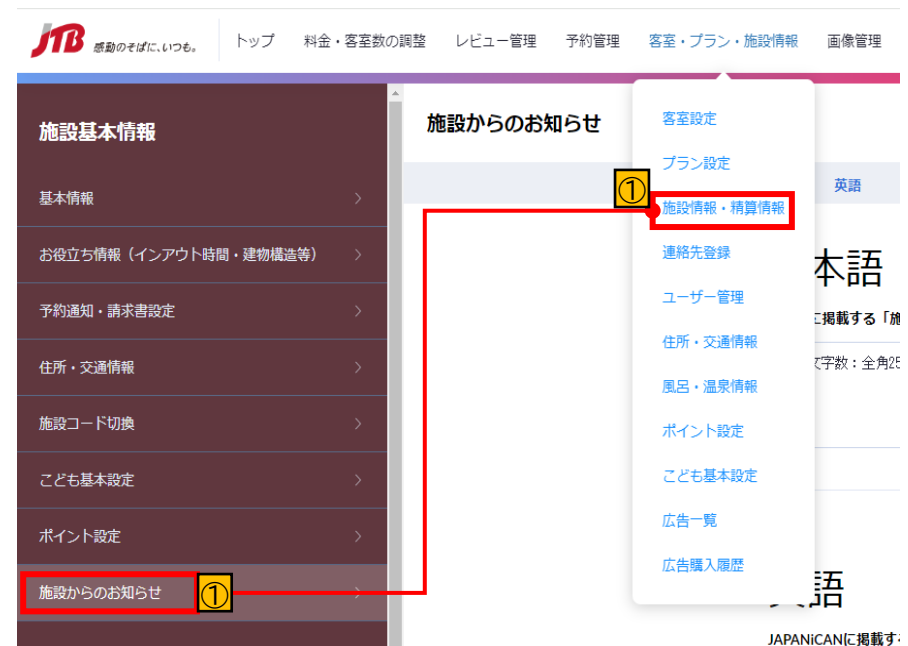 JTB 感動のそばに、いつも。
トップ 料金・客室数の調整 レビュー管理 予約管理 客室・プラン・施設情報 画像管理
施設基本情報
基本情報
お役立ち情報（インアウト時間・建物構造等）
予約通知・請求書設定
住所・交通情報
施設コード切換
こども基本設定
ポイント設定
施設からのお知らせ
①
施設からのお知らせ
客室設定
プラン設定
①
施設情報・精算情報
連絡先登録
ユーザー管理
住所・交通情報
風呂・温泉情報
ポイント設定
こども基本設定
広告一覧
広告購入履歴
英語
本語
に掲載する「施
文字数：全角25
語
JAPANiCANに掲載する